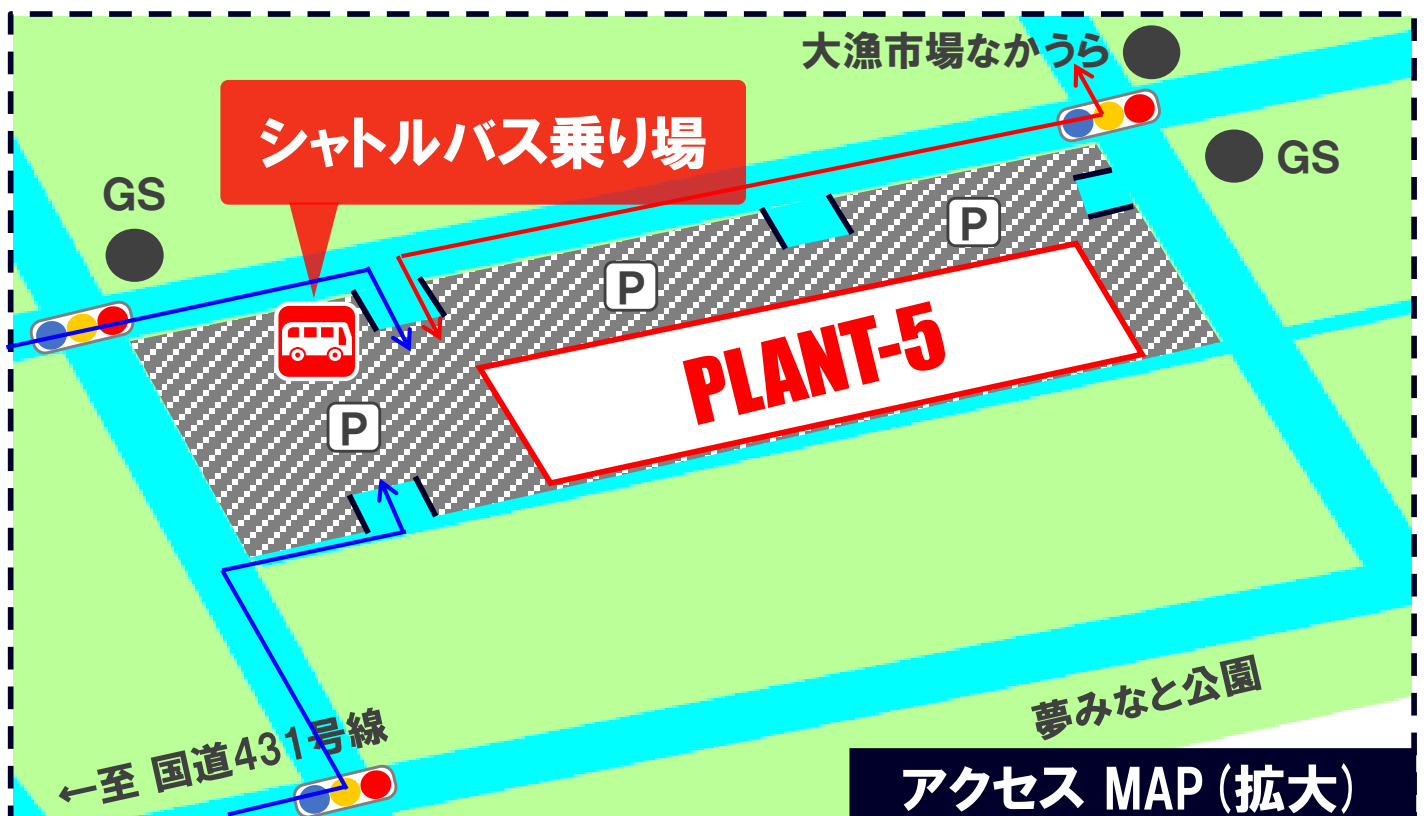 大漁市場なかうら
シャトルバス乗り場
GS
GS
P
P
PLANT-5
P
夢みなと公園
←至 国道431号線
アクセス MAP (拡大)